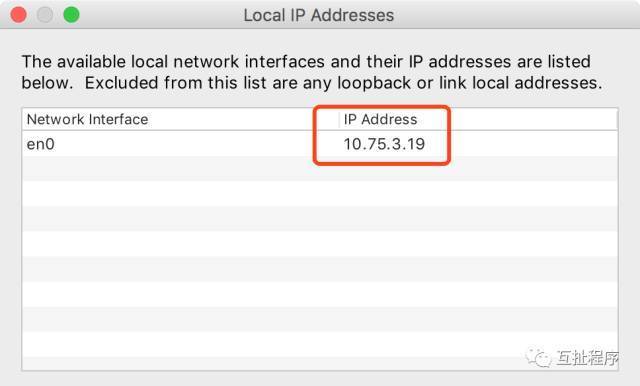 Local IP Addresses
The available local network interfaces and their IP addresses are listed
below. Excluded from this list are any loopback or link local addresses.
Network Interface IP Address
en0 10.75.3.19
互扯程序